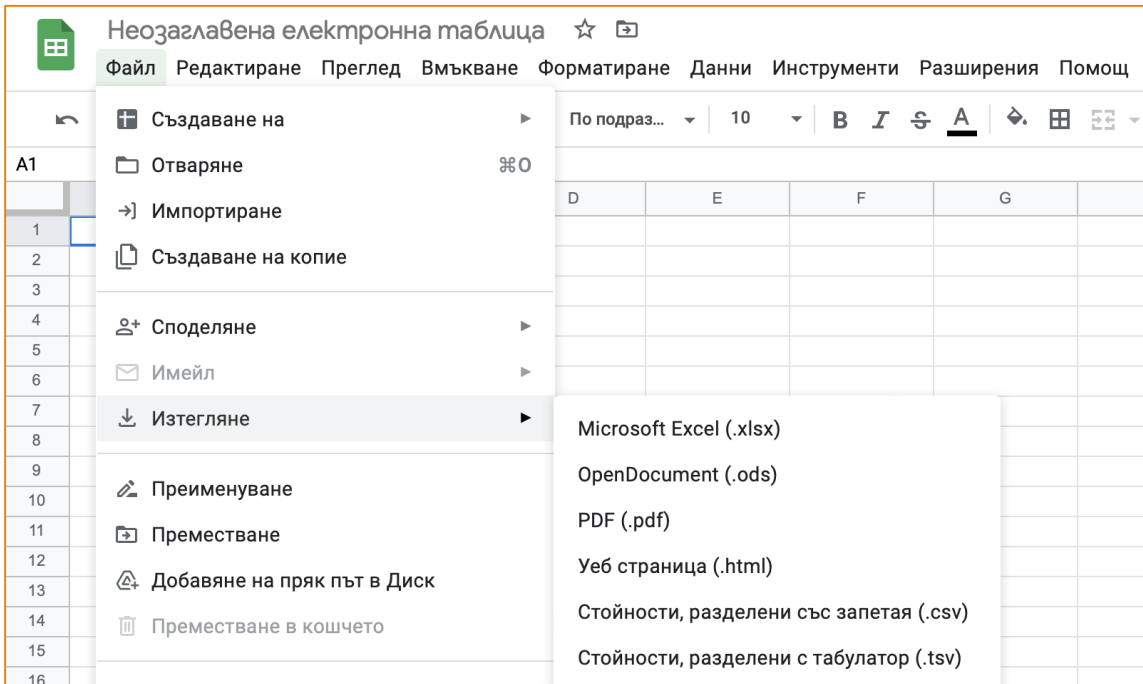 Неозаглавена електронна таблица
Файл Редактиране Преглед Вмъкване Форматиране Данни Инструменти Разширения Помощ
По подраз... 10 B I S A
A1
D E F G
1
2
3
4
5
6
7
8
9
10
11
12
13
14
15
16
Създаване на
Отваряне ⌘O
Импортиране
Създаване на копие
Споделяне
Имейл
Изтегляне
Преименуване
Преместване
Добавяне на пряк път в Диск
Преместване в кошчето
Microsoft Excel (.xlsx)
OpenDocument (.ods)
PDF (.pdf)
Уеб страница (.html)
Стойности, разделени със запетая (.csv)
Стойности, разделени с табулатор (.tsv)